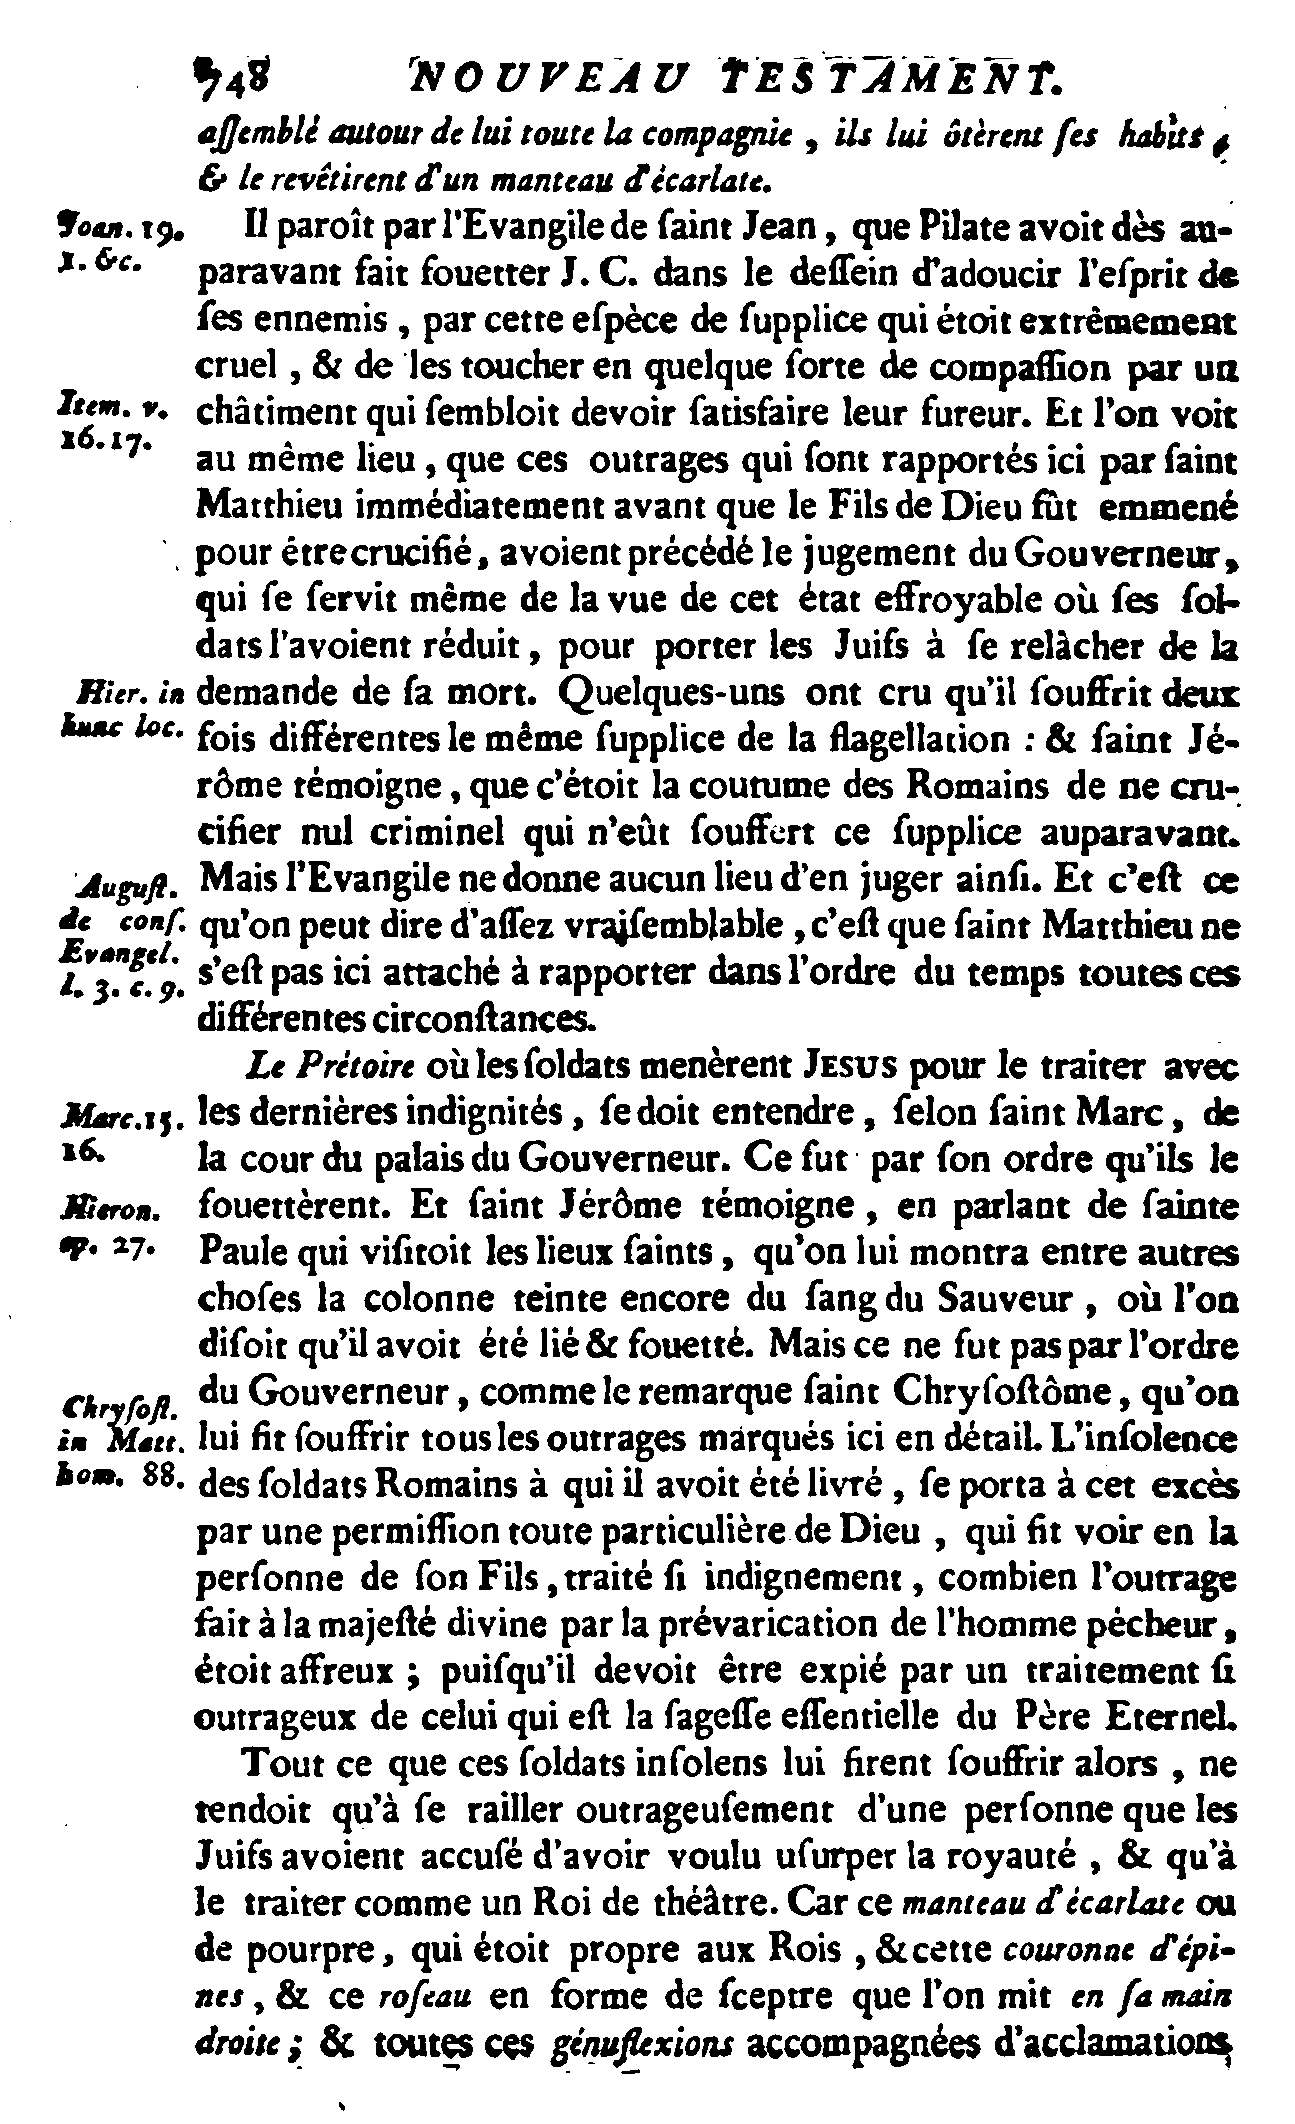 748 NOUVEAU TESTAMENT.
aſſemblé autour de lui toute la compagnie, ils lui ôtèrent ſes habits,
& le revêtirent d'un manteau d'écarlate.
Joan. 19.
1. &c.
Il paroît par l'Evangile de ſaint Jean, que Pilate avoit dès au-
paravant fait fouetter J. C. dans le deſſein d'adoucir l'eſprit de
ſes ennemis, par cette eſpèce de ſupplice qui étoit extrêmement
cruel, & de les toucher en quelque ſorte de compaſſion par un
Item. v.
16. 17.
châtiment qui ſembloit devoir ſatisfaire leur fureur. Et l'on voit
au même lieu, que ces outrages qui ſont rapportés ici par ſaint
Matthieu immédiatement avant que le Fils de Dieu fût emmené
pour être crucifié, avoient précédé le jugement du Gouverneur,
qui ſe ſervit même de la vue de cet état effroyable où ſes ſol-
dats l'avoient réduit, pour porter les Juifs à ſe relâcher de la
Hier. in
hunc loc.
demande de ſa mort. Quelques-uns ont cru qu'il ſouffrit deux
fois différentes le même ſupplice de la flagellation : & ſaint Jé-
rôme témoigne, que c'étoit la coutume des Romains de ne cru-
cifier nul criminel qui n'eût ſouffert ce ſupplice auparavant.
Auguſt.
de conſ.
Evangel.
l. 3. c. 9.
Mais l'Evangile ne donne aucun lieu d'en juger ainſi. Et c'eſt ce
qu'on peut dire d'aſſez vraiſemblable, c'eſt que ſaint Matthieu ne
s'eſt pas ici attaché à rapporter dans l'ordre du temps toutes ces
différentes circonſtances.
Le Prétoire où les ſoldats menèrent JESUS pour le traiter avec
Marc. 15.
16.
les dernières indignités, ſe doit entendre, ſelon ſaint Marc, de
la cour du palais du Gouverneur. Ce fut par ſon ordre qu'ils le
Hieron.
ep. 27.
fouettèrent. Et ſaint Jérôme témoigne, en parlant de ſainte
Paule qui viſitoit les lieux ſaints, qu'on lui montra entre autres
choſes la colonne teinte encore du ſang du Sauveur, où l'on
diſoit qu'il avoit été lié & fouetté. Mais ce ne fut pas par l'ordre
Chryſoſt.
in Matt.
hom. 88.
du Gouverneur, comme le remarque ſaint Chryſoſtôme, qu'on
lui fit ſouffrir tous les outrages marqués ici en détail. L'inſolence
des ſoldats Romains à qui il avoit été livré, ſe porta à cet excès
par une permiſſion toute particulière de Dieu, qui fit voir en la
perſonne de ſon Fils, traité ſi indignement, combien l'outrage
fait à la majeſté divine par la prévarication de l'homme pécheur,
étoit affreux ; puiſqu'il devoit être expié par un traitement ſi
outrageux de celui qui eſt la ſageſſe eſſentielle du Père Eternel.
Tout ce que ces ſoldats inſolens lui firent ſouffrir alors, ne
tendoit qu'à ſe railler outrageuſement d'une perſonne que les
Juifs avoient accuſé d'avoir voulu uſurper la royauté, & qu'à
le traiter comme un Roi de théâtre. Car ce manteau d'écarlate ou
de pourpre, qui étoit propre aux Rois, & cette couronne d'épi-
nes, & ce roſeau en forme de ſceptre que l'on mit en ſa main
droite ; & toutes ces génuflexions accompagnées d'acclamations,